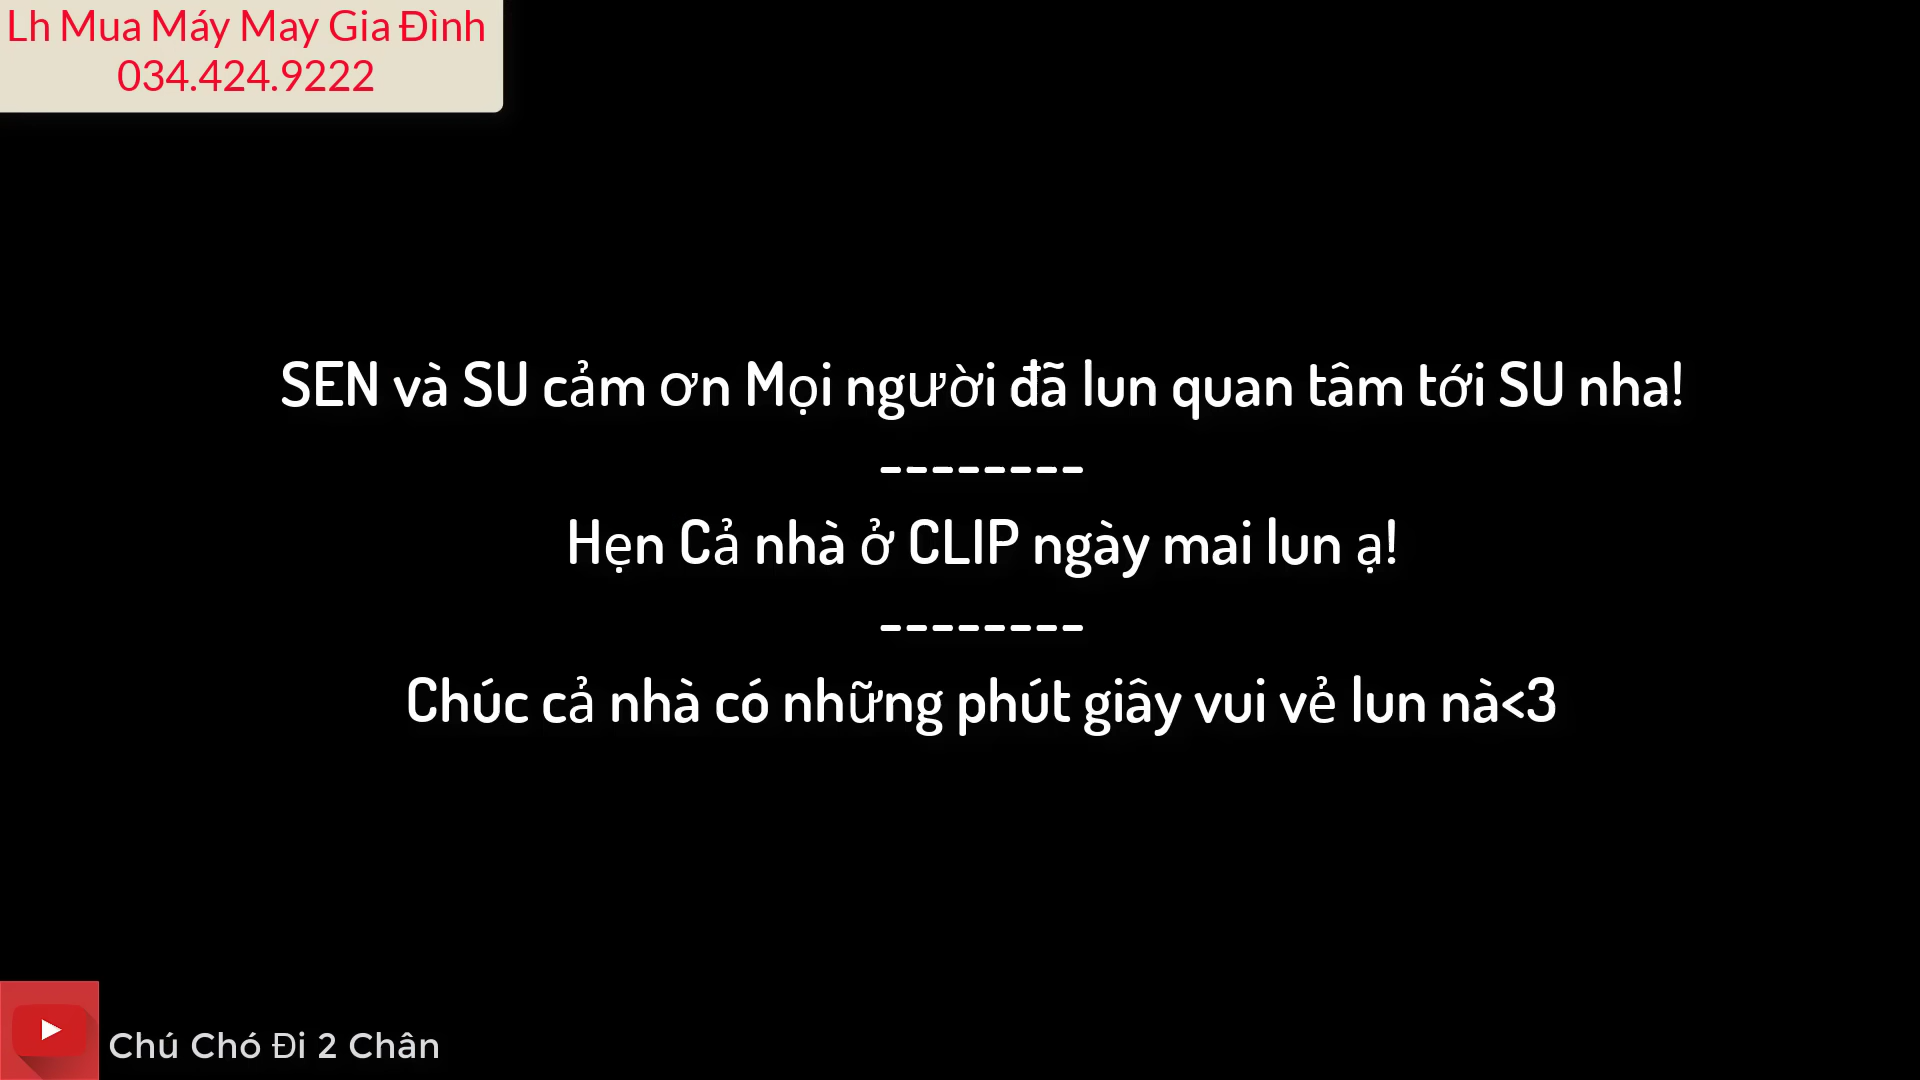 Lh Mua Máy May Gia Đình
034.424.9222
SEN và SU cảm ơn Mọi người đã lun quan tâm tới SU nha!
--------
Hẹn Cả nhà ở CLIP ngày mai lun ạ!
--------
Chúc cả nhà có những phút giây vui vẻ lun nà<3
Chú Chó Đi 2 Chân